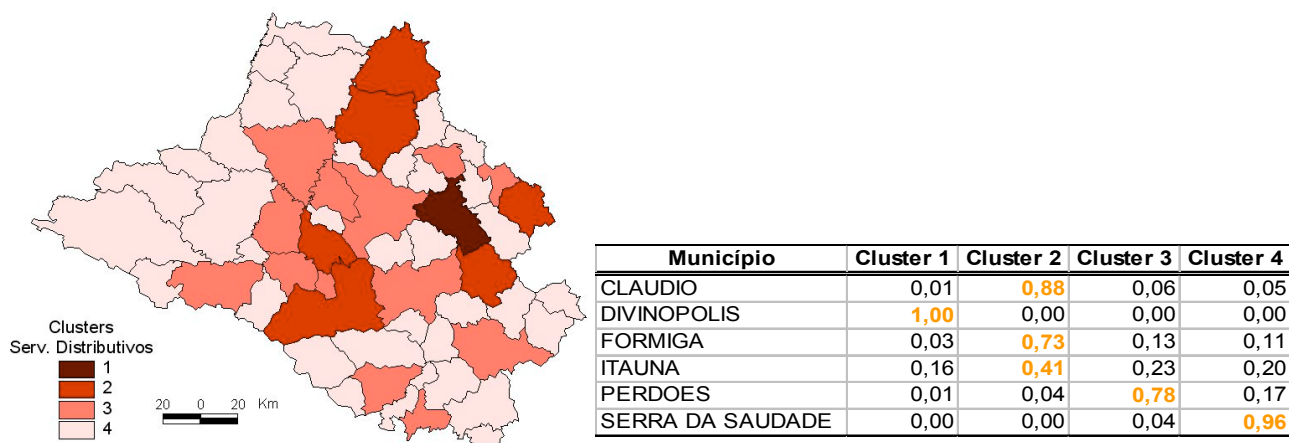 Clusters
Serv. Distributivos
1
2
3
4
20 0 20 Km
Município Cluster 1 Cluster 2 Cluster 3 Cluster 4
CLAUDIO 0,01 0,88 0,06 0,05
DIVINOPOLIS 1,00 0,00 0,00 0,00
FORMIGA 0,03 0,73 0,13 0,11
ITAUNA 0,16 0,41 0,23 0,20
PERDOES 0,01 0,04 0,78 0,17
SERRA DA SAUDADE 0,00 0,00 0,04 0,96